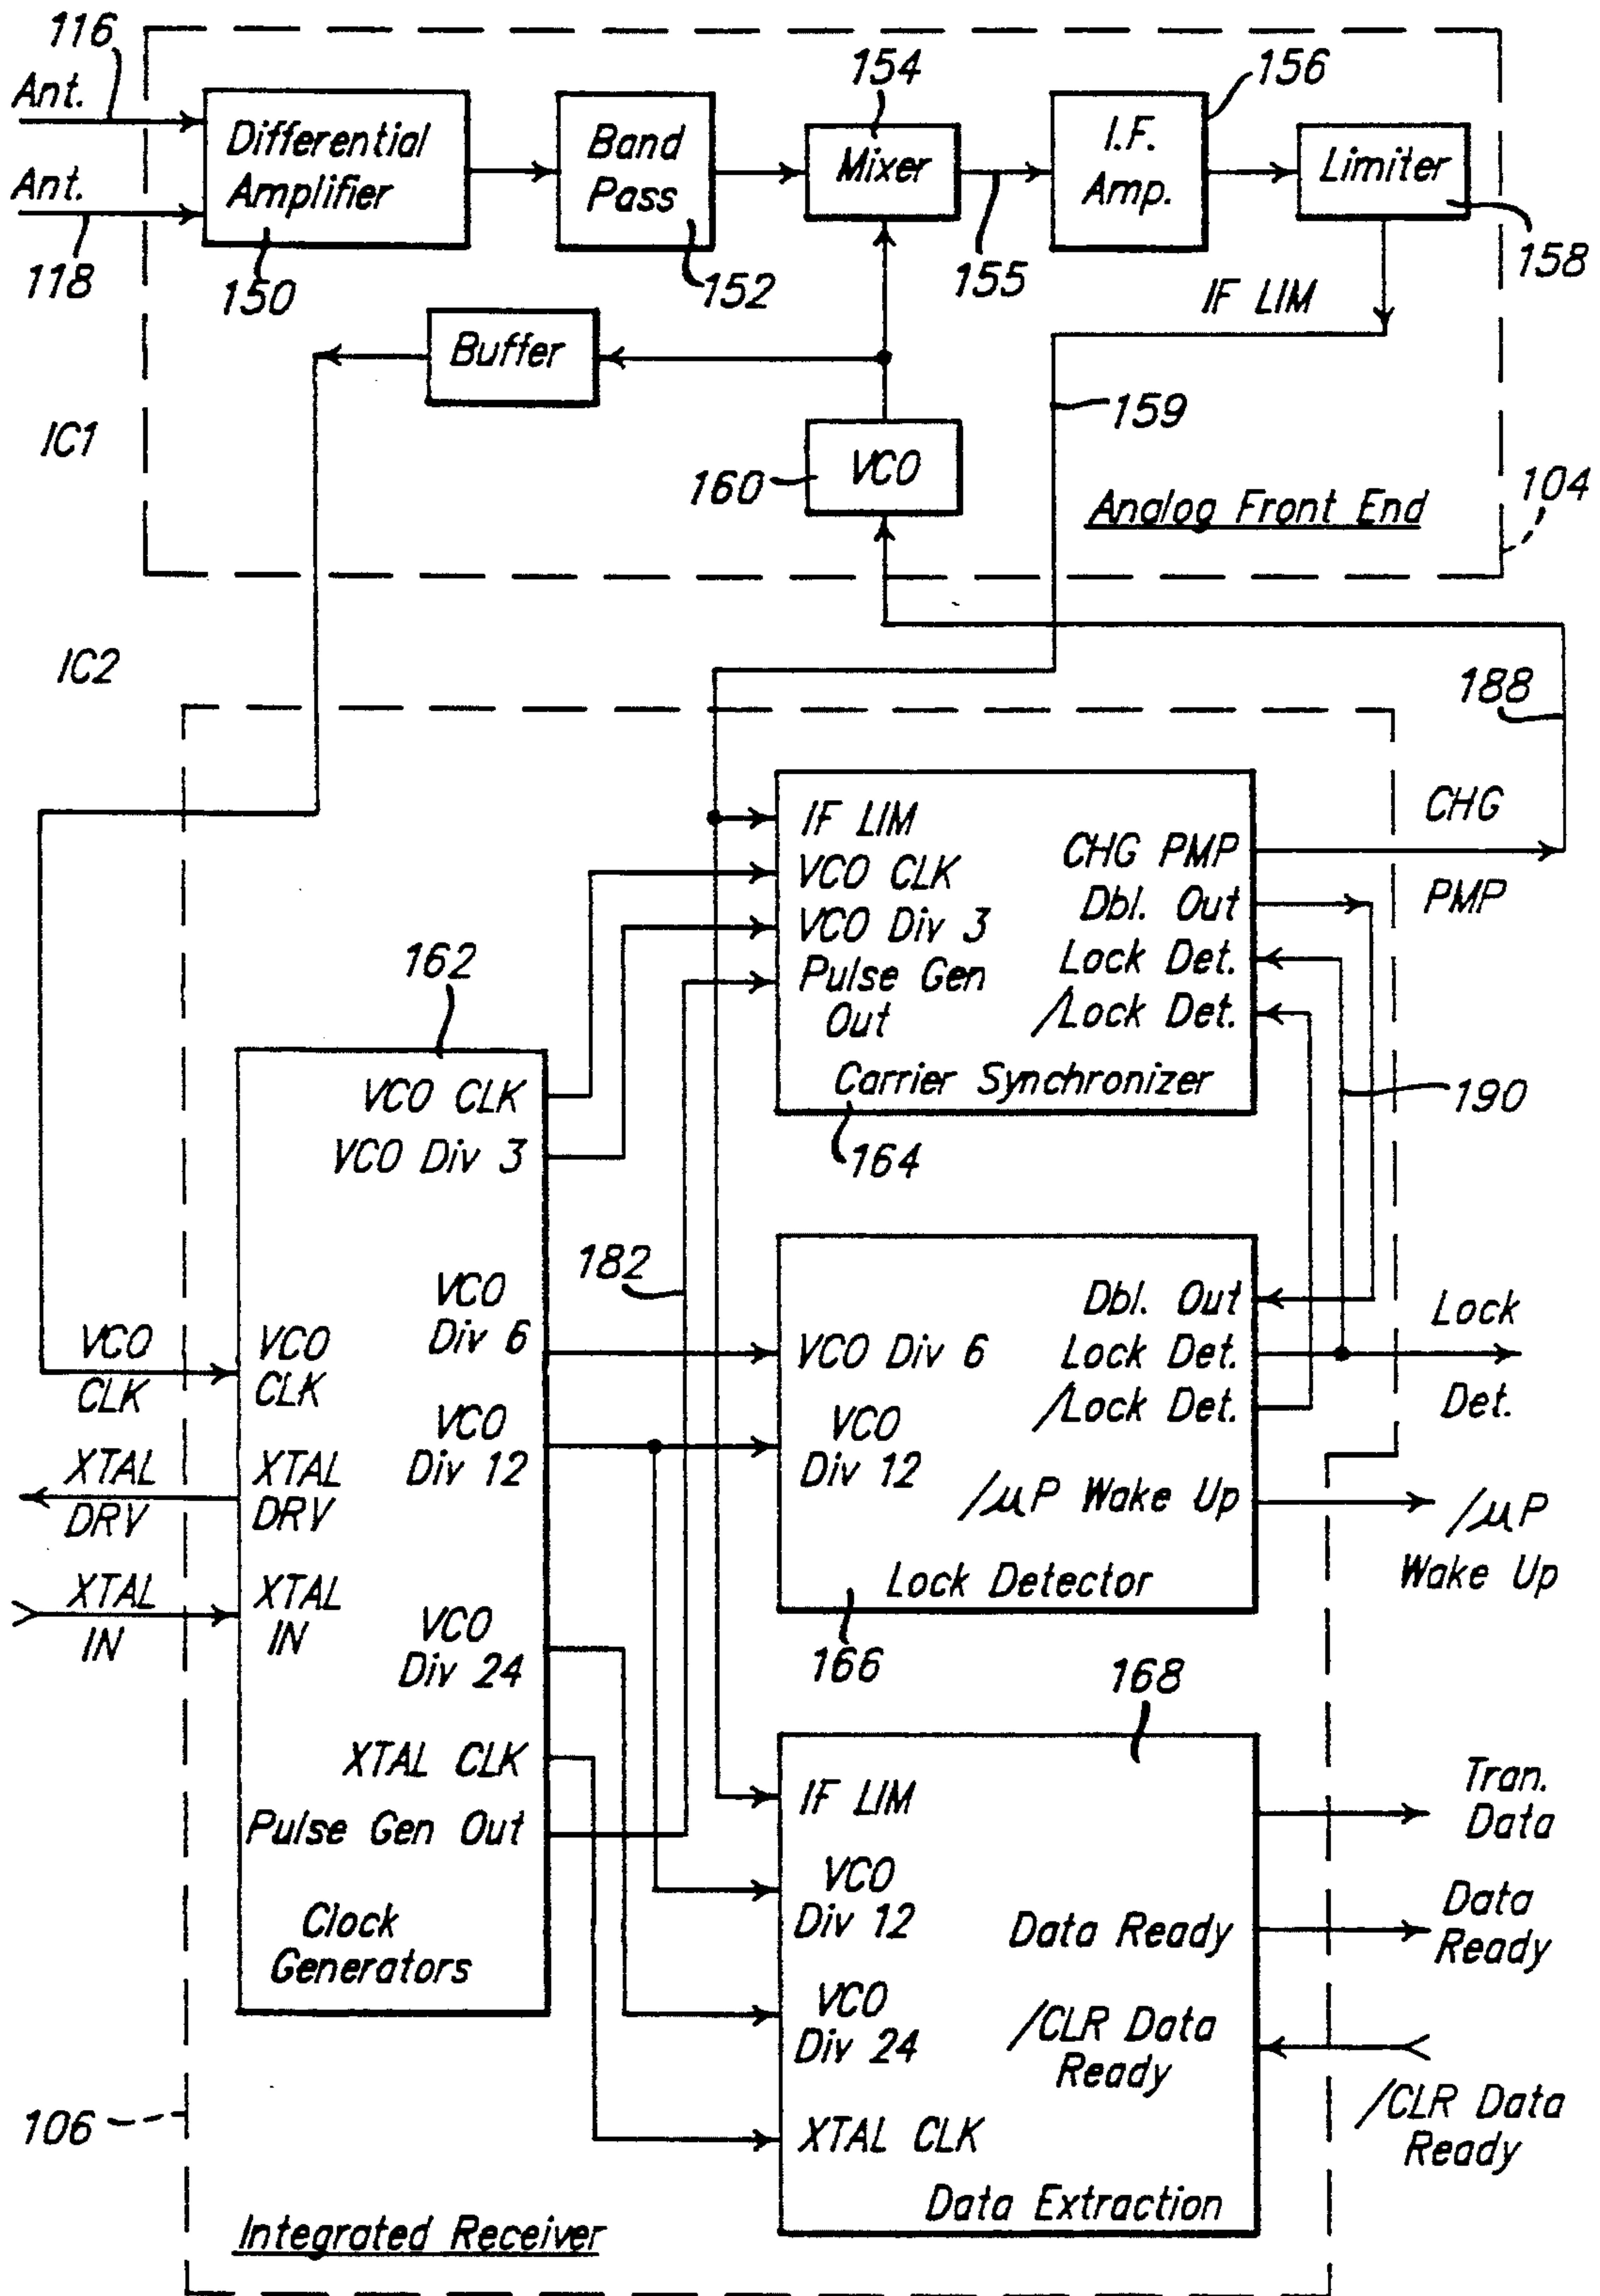 116
Ant.
Ant.
118
Differential
Amplifier
150
Band
Pass
152
154
Mixer
155
156
I.F.
Amp.
Limiter
158
IF LIM
Buffer
159
IC1
VCO
160
104
Analog Front End
IC2
188
IF LIM
VCO CLK
VCO Div 3
Pulse Gen
Out
CHG PMP
Dbl. Out
Lock Det.
/Lock Det.
Carrier Synchronizer
164
CHG
PMP
190
162
VCO CLK
VCO Div 3
VCO
Div 6
182
VCO
CLK
VCO
CLK
VCO
Div 12
XTAL
DRV
XTAL
DRV
XTAL
IN
XTAL
IN
VCO
Div 24
XTAL CLK
Pulse Gen Out
Clock
Generators
VCO Div 6
VCO
Div 12
Dbl. Out
Lock Det.
/Lock Det.
/μP Wake Up
Lock Detector
166
Lock
Det.
/μP
Wake Up
168
IF LIM
VCO
Div 12
VCO
Div 24
XTAL CLK
Data Ready
/CLR Data
Ready
Data Extraction
Tran.
Data
Data
Ready
/CLR Data
Ready
106
Integrated Receiver